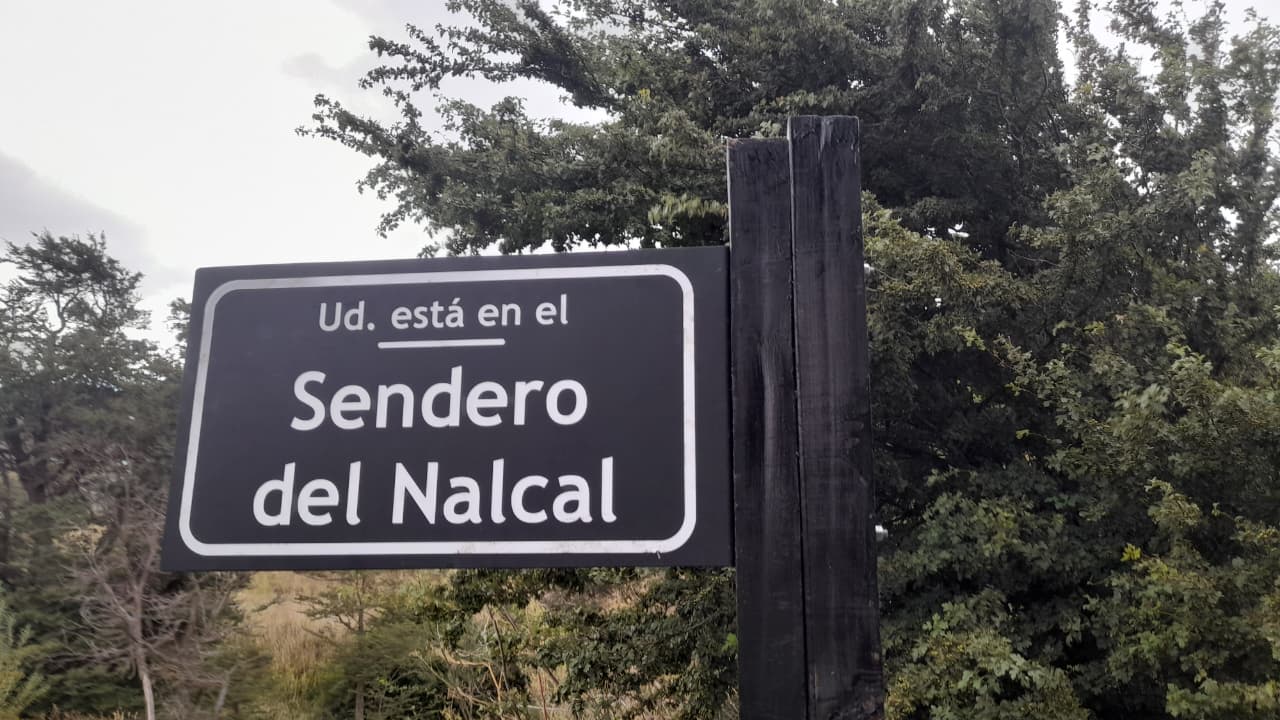 Ud. está en el
Sendero
del Nalcal